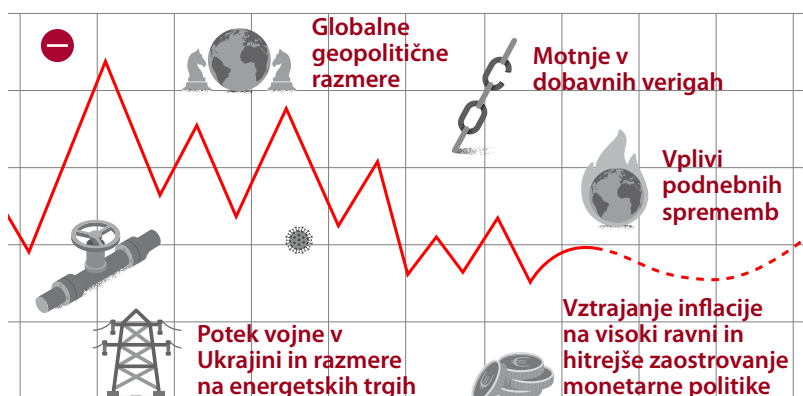 Globalne
geopolitične
razmere
Motnje v
dobavnih verigah
Vplivi
podnebnih
sprememb
Potek vojne v
Ukrajini in razmere
na energetskih trgih
Vztrajanje inflacije
na visoki ravni in
hitrejše zaostrovanje
monetarne politike